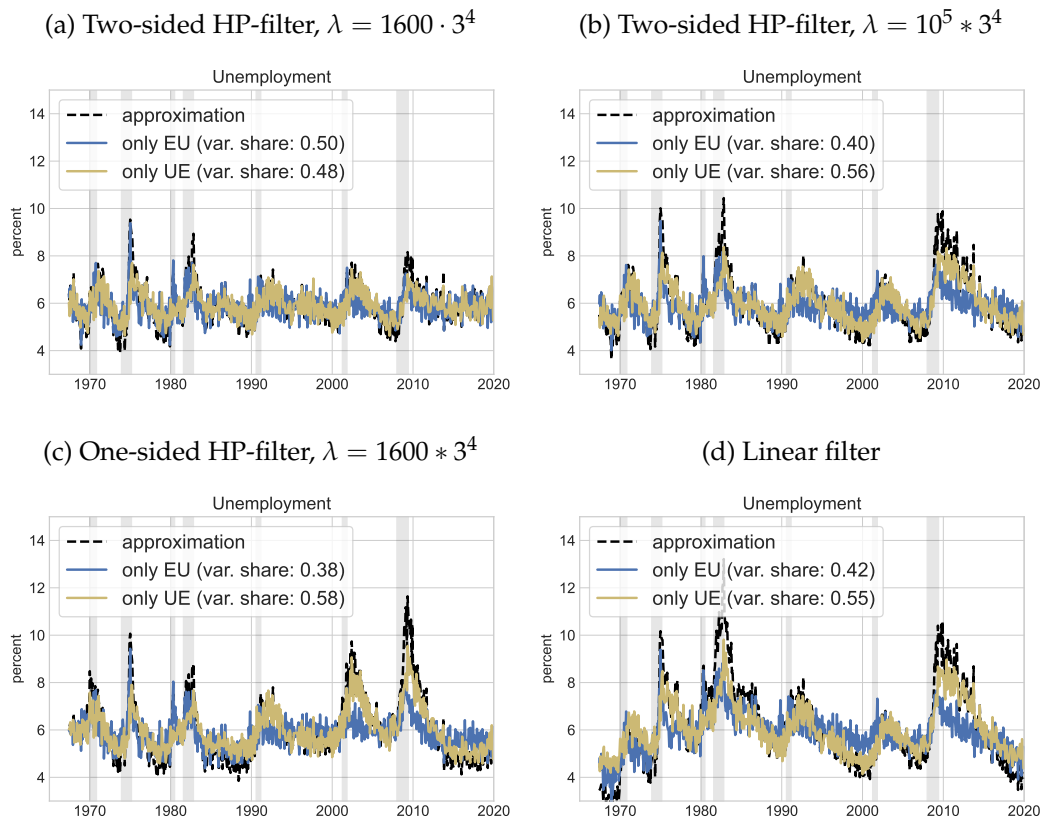 (a) Two-sided HP-filter, λ = 1600 · 3⁴
Unemployment
approximation
only EU (var. share: 0.50)
only UE (var. share: 0.48)
percent
14
12
10
8
6
4
1970 1980 1990 2000 2010 2020
(b) Two-sided HP-filter, λ = 10⁵ * 3⁴
Unemployment
approximation
only EU (var. share: 0.40)
only UE (var. share: 0.56)
percent
14
12
10
8
6
4
1970 1980 1990 2000 2010 2020
(c) One-sided HP-filter, λ = 1600 * 3⁴
Unemployment
approximation
only EU (var. share: 0.38)
only UE (var. share: 0.58)
percent
14
12
10
8
6
4
1970 1980 1990 2000 2010 2020
(d) Linear filter
Unemployment
approximation
only EU (var. share: 0.42)
only UE (var. share: 0.55)
percent
14
12
10
8
6
4
1970 1980 1990 2000 2010 2020